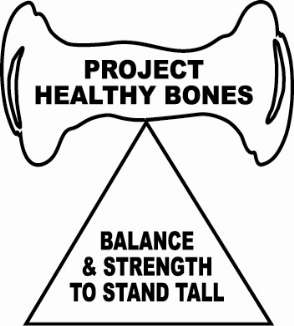 PROJECT
HEALTHY BONES
BALANCE
& STRENGTH
TO STAND TALL